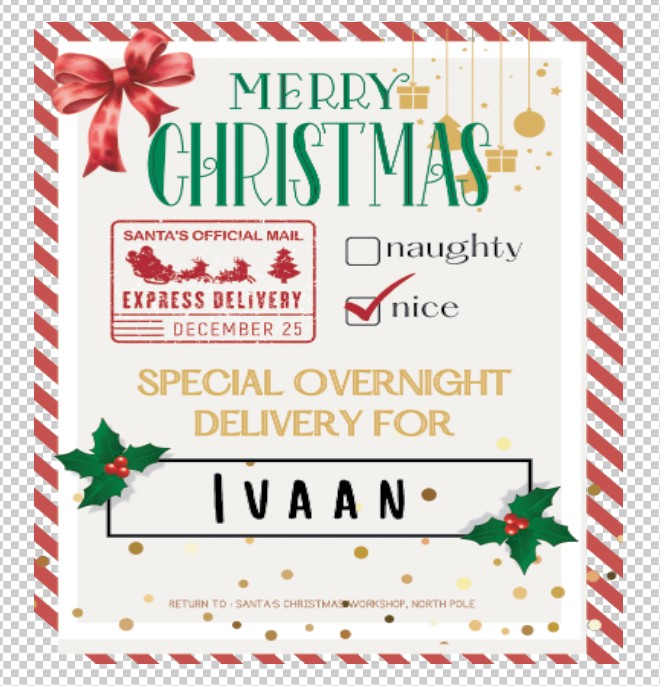 MERRY
CHRISTMAS
SANTA'S OFFICIAL MAIL
EXPRESS DELIVERY
DECEMBER 25
naughty
nice
SPECIAL OVERNIGHT
DELIVERY FOR
IVAAN
RETURN TO : SANTA'S CHRISTMAS WORKSHOP, NORTH POLE